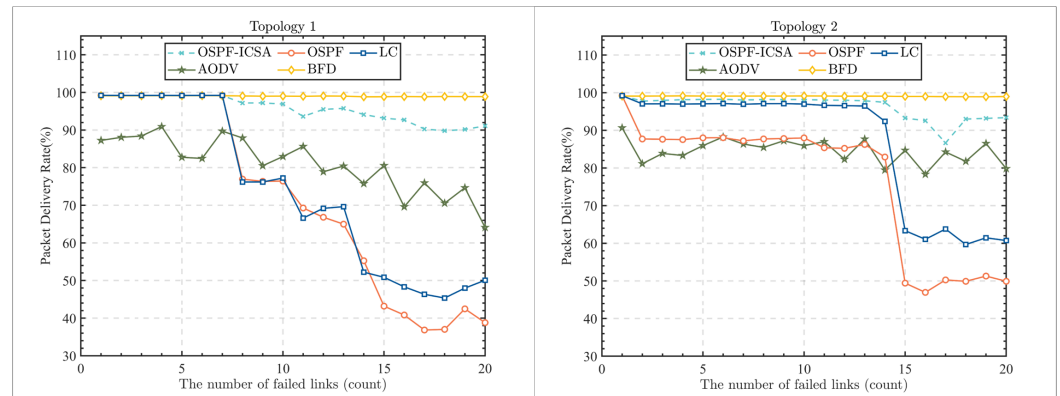 Topology 1
OSPF-ICSA OSPF LC
AODV BFD
Packet Delivery Rate(%)
110
100
90
80
70
60
50
40
30
0 5 10 15 20
The number of failed links (count)
Topology 2
OSPF-ICSA OSPF LC
AODV BFD
Packet Delivery Rate(%)
110
100
90
80
70
60
50
40
30
0 5 10 15 20
The number of failed links (count)